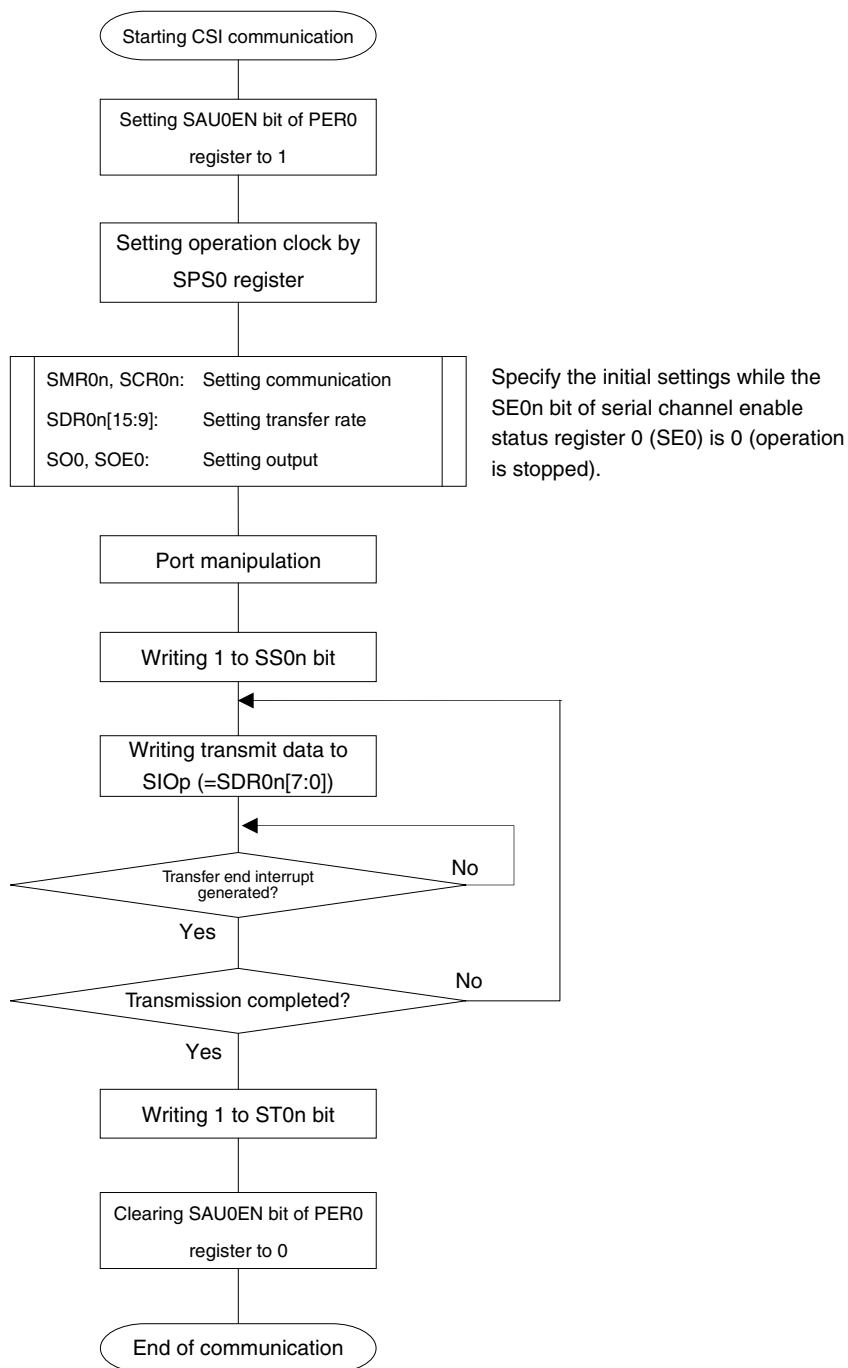 Starting CSI communication
Setting SAU0EN bit of PER0
register to 1
Setting operation clock by
SPS0 register
SMR0n, SCR0n: Setting communication
SDR0n[15:9]: Setting transfer rate
SO0, SOE0: Setting output
Specify the initial settings while the
SE0n bit of serial channel enable
status register 0 (SE0) is 0 (operation
is stopped).
Port manipulation
Writing 1 to SS0n bit
Writing transmit data to
SIOp (=SDR0n[7:0])
Transfer end interrupt
generated?
No
Yes
Transmission completed?
No
Yes
Writing 1 to ST0n bit
Clearing SAU0EN bit of PER0
register to 0
End of communication